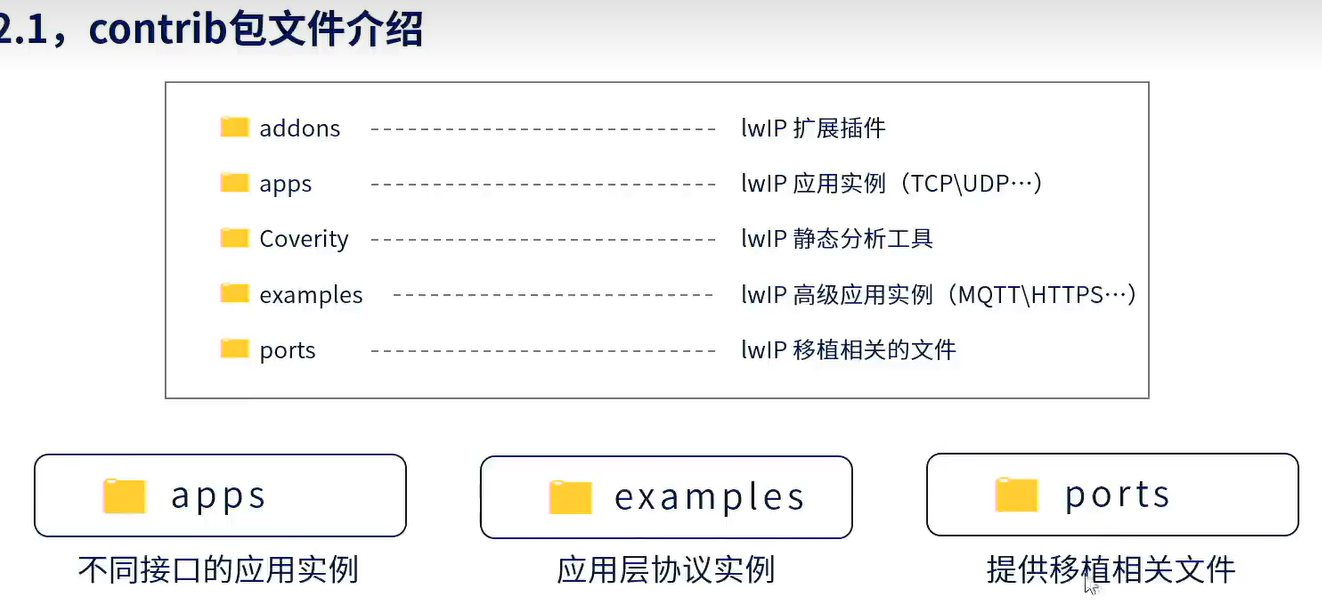 2.1，contrib包文件介绍
addons lwIP 扩展插件
apps lwIP 应用实例（TCP\UDP…）
Coverity lwIP 静态分析工具
examples lwIP 高级应用实例（MQTT\HTTPS…）
ports lwIP 移植相关的文件
apps examples ports
不同接口的应用实例 应用层协议实例 提供移植相关文件